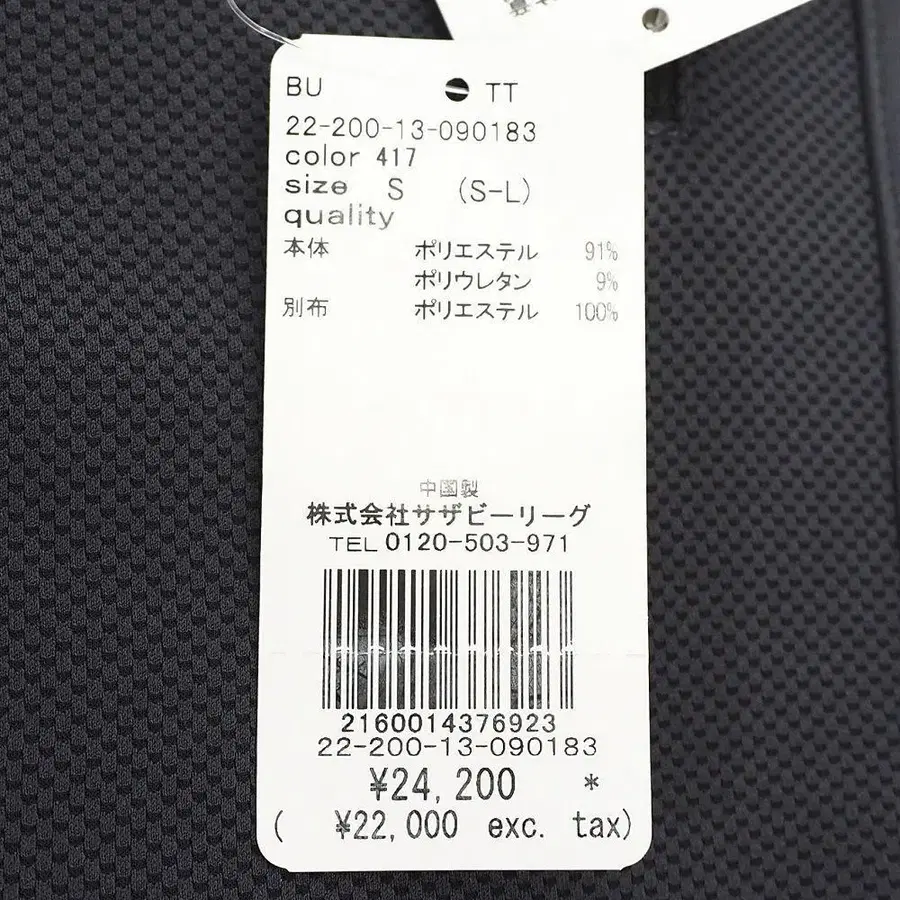 BU TT
22-200-13-090183
color 417
size S (S-L)
quality
本体 ポリエステル 91%
ポリウレタン 9%
別布 ポリエステル 100%
中国製
株式会社サザビーリーグ
TEL 0120-503-971
2160014376923
22-200-13-090183
¥24,200 *
( ¥22,000 exc. tax)